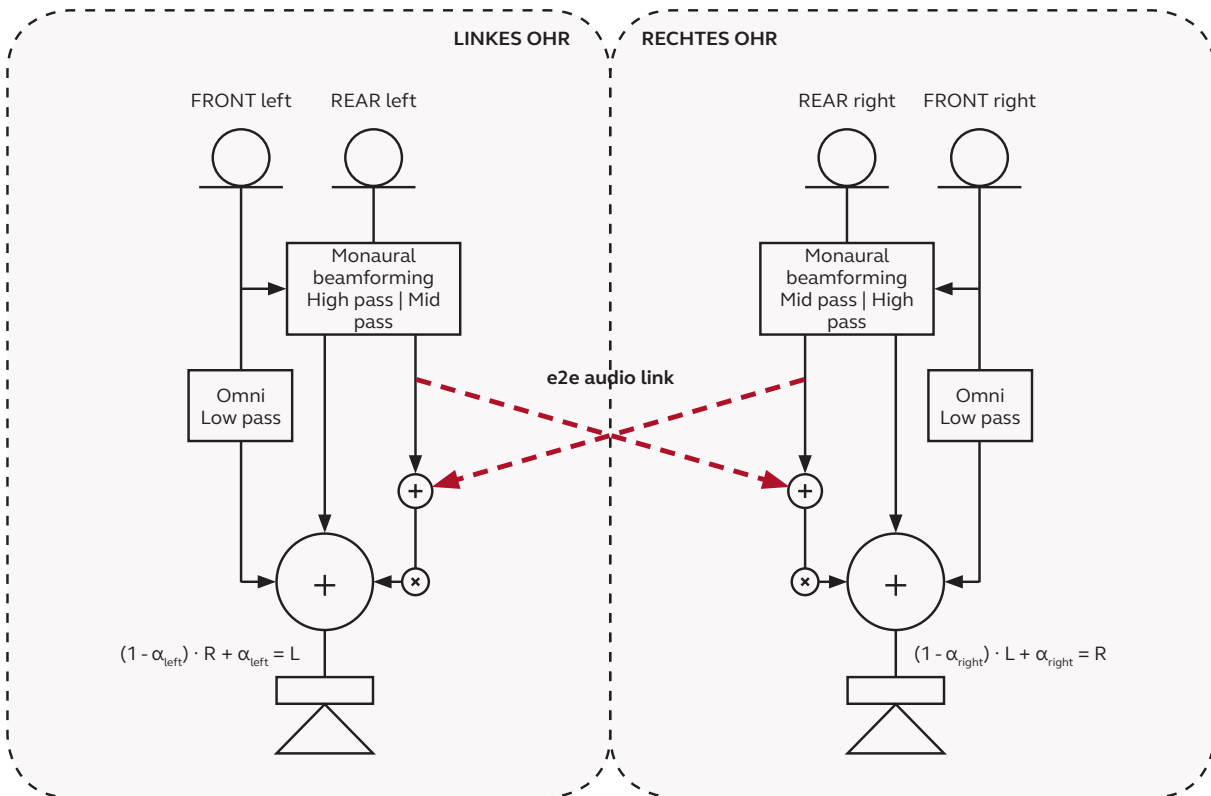 LINKES OHR
RECHTES OHR
FRONT left
REAR left
REAR right
FRONT right
Monaural
beamforming
High pass | Mid
pass
Monaural
beamforming
Mid pass | High
pass
e2e audio link
Omni
Low pass
Omni
Low pass
+
+
×
×
+
+
(1 - αleft) · R + αleft = L
(1 - αright) · L + αright = R